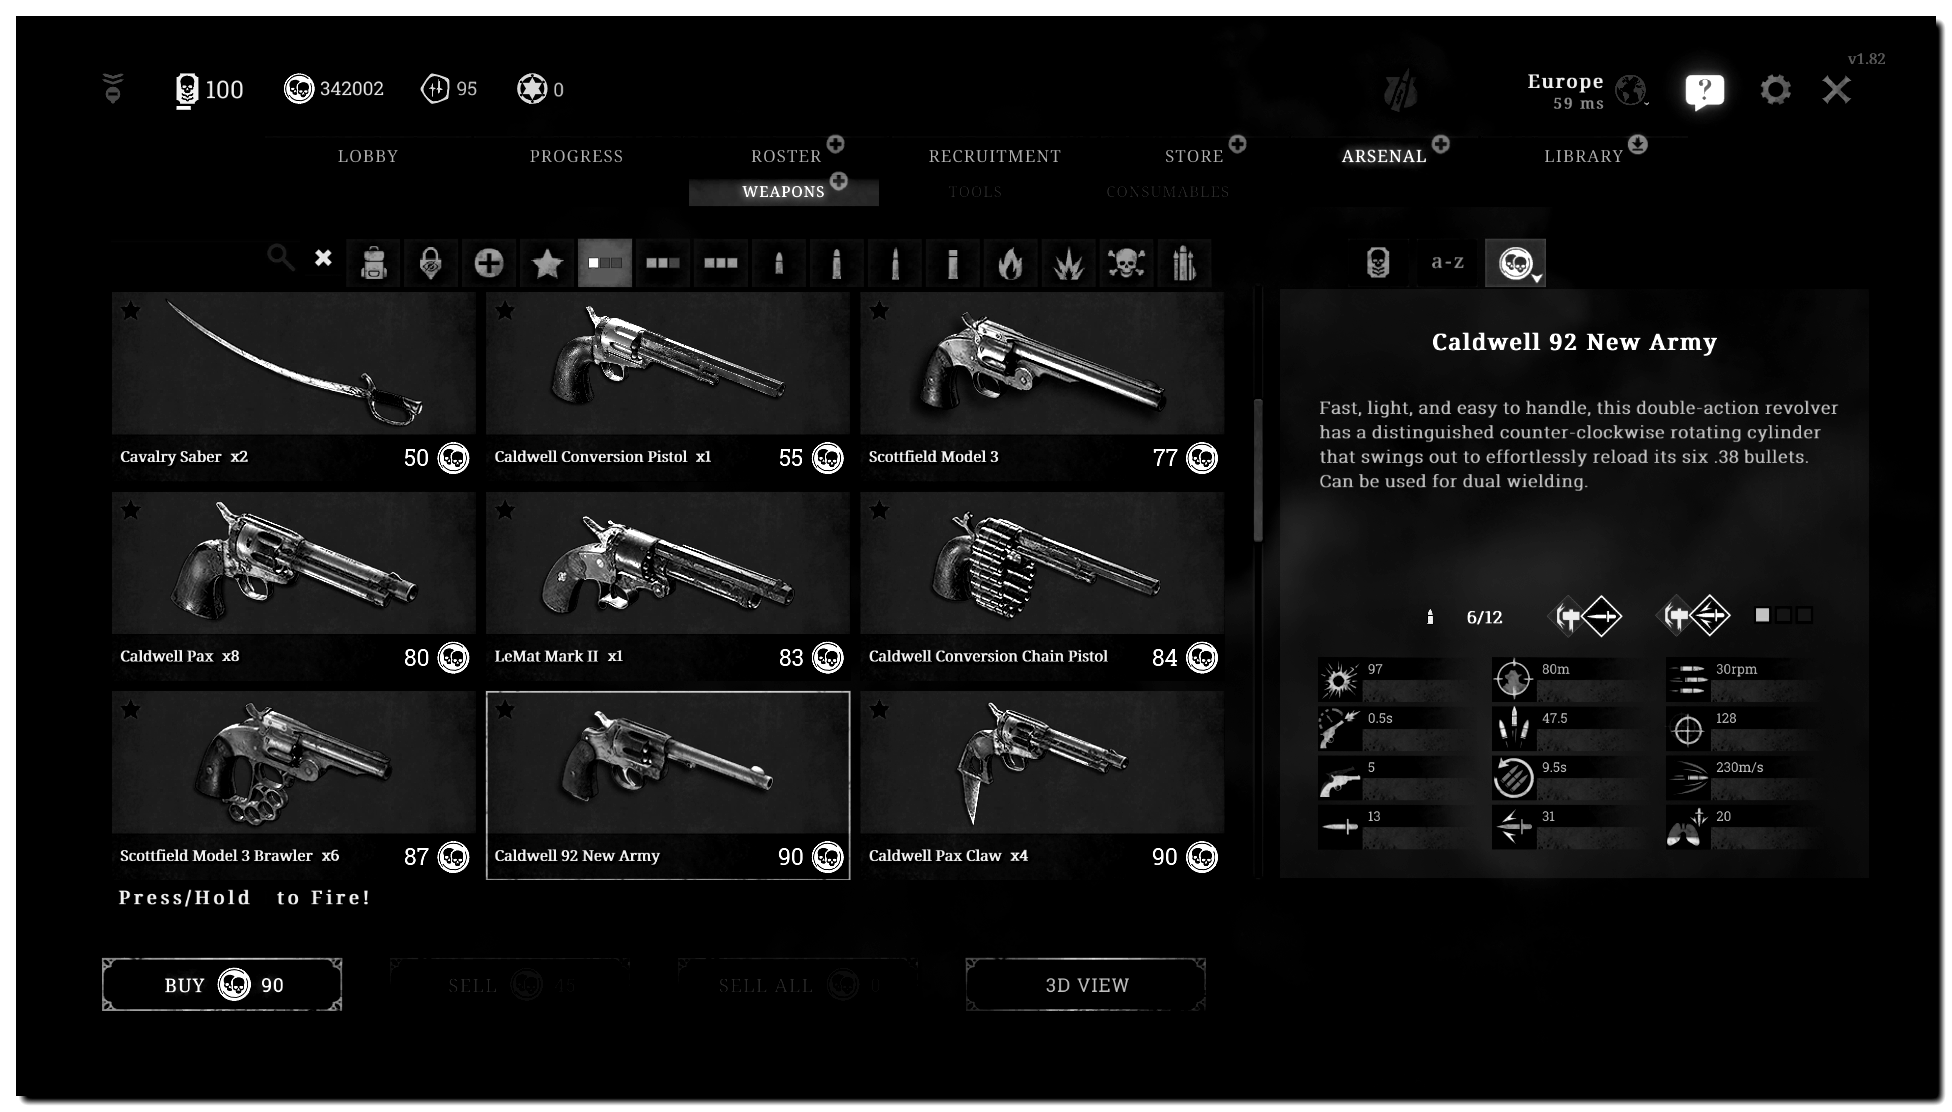 v1.82
100
342002
95
0
Europe
59 ms
?
LOBBY
PROGRESS
ROSTER
RECRUITMENT
STORE
ARSENAL
LIBRARY
WEAPONS
TOOLS
CONSUMABLES
a-z
Cavalry Saber x2
50
Caldwell Conversion Pistol x1
55
Scottfield Model 3
77
Caldwell Pax x8
80
LeMat Mark II x1
83
Caldwell Conversion Chain Pistol
84
Scottfield Model 3 Brawler x6
87
Caldwell 92 New Army
90
Caldwell Pax Claw x4
90
Press/Hold to Fire!
BUY 90
SELL 45
SELL ALL 0
3D VIEW
Caldwell 92 New Army
Fast, light, and easy to handle, this double-action revolver
has a distinguished counter-clockwise rotating cylinder
that swings out to effortlessly reload its six .38 bullets.
Can be used for dual wielding.
6/12
97
80m
30rpm
0.5s
47.5
128
5
9.5s
230m/s
13
31
20